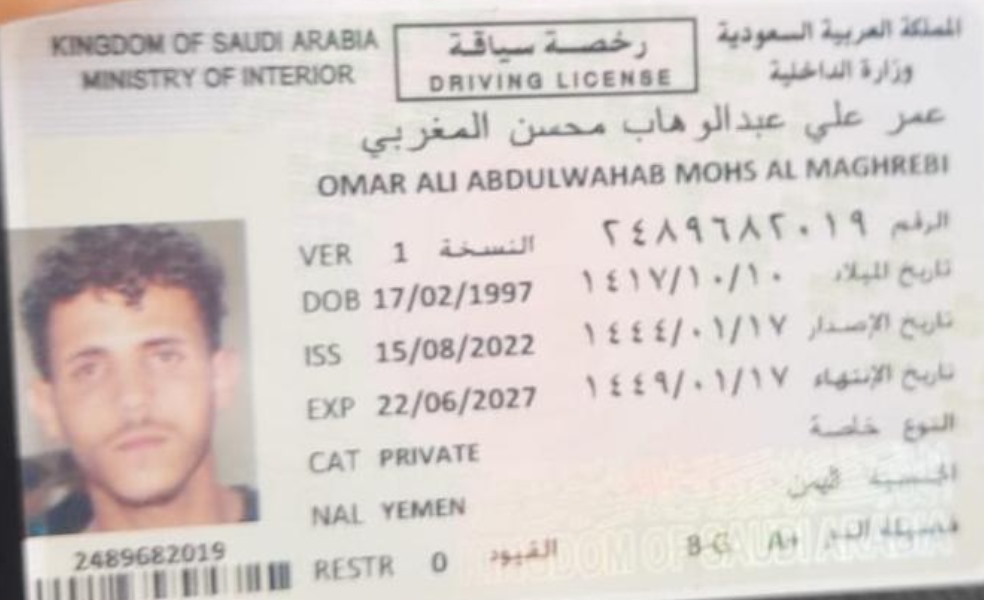 KINGDOM OF SAUDI ARABIA
MINISTRY OF INTERIOR
رخصة سياقة
DRIVING LICENSE
المملكة العربية السعودية
وزارة الداخلية
عمر علي عبدالوهاب محسن المغربي
OMAR ALI ABDULWAHAB MOHS AL MAGHREBI
الرقم ٢٤٨٩٦٨٢٠١٩
VER 1 النسخة
تاريخ الميلاد ١٤١٧/١٠/١٠
DOB 17/02/1997
تاريخ الإصدار ١٤٤٤/٠١/١٧
ISS 15/08/2022
تاريخ الإنتهاء ١٤٤٩/٠١/١٧
EXP 22/06/2027
النوع خاصة
CAT PRIVATE
الجنسية اليمن
NAL YEMEN
فصيلة الدم A+ B G
RESTR 0 القيود
2489682019
KINGDOM OF SAUDI ARABIA